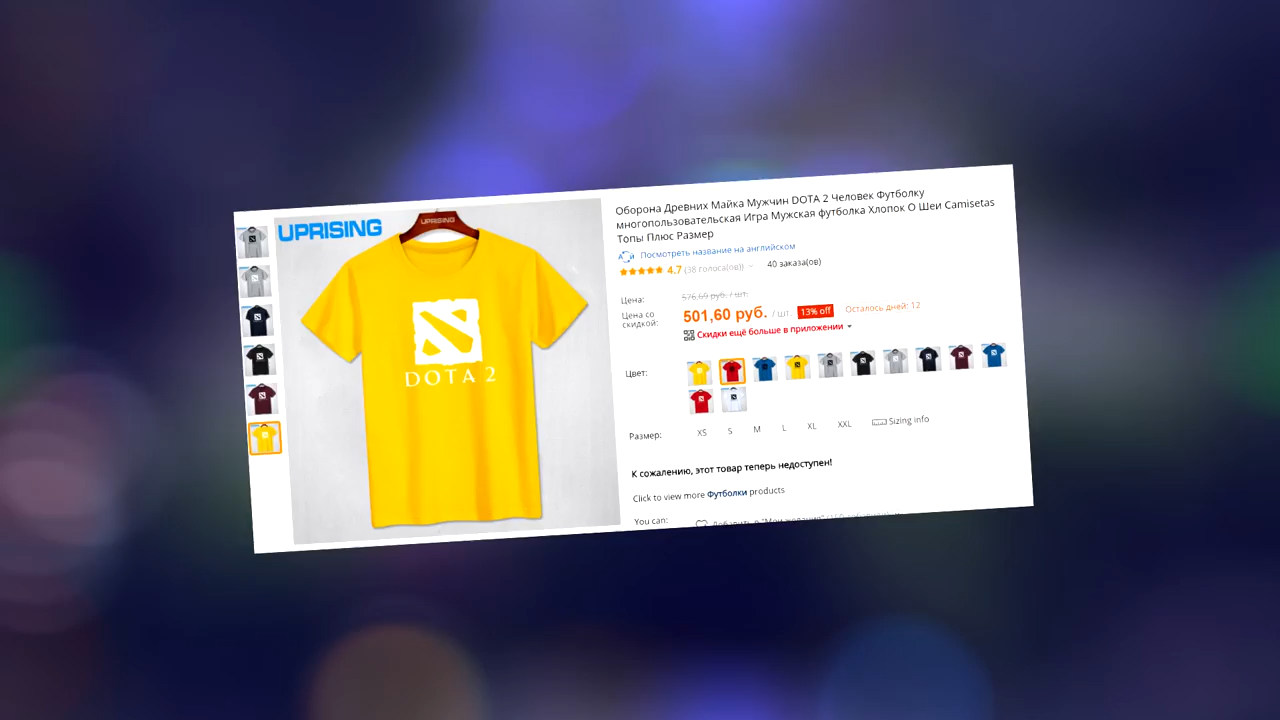 UPRISING
UPRISING
DOTA 2
Оборона Древних Майка Мужчин DOTA 2 Человек Футболку
многопользовательская Игра Мужская футболка Хлопок О Шеи Camisetas
Топы Плюс Размер
Посмотреть название на английском
4.7 (38 голоса(ов)) 40 заказа(ов)
Цена: 576,69 руб. / шт.
Цена со скидкой: 501,60 руб. / шт. 13% off Осталось дней: 12
Скидки ещё больше в приложении
Цвет:
Размер: XS S M L XL XXL Sizing info
К сожалению, этот товар теперь недоступен!
Click to view more Футболки products
You can: Добавить в "Мои желания"